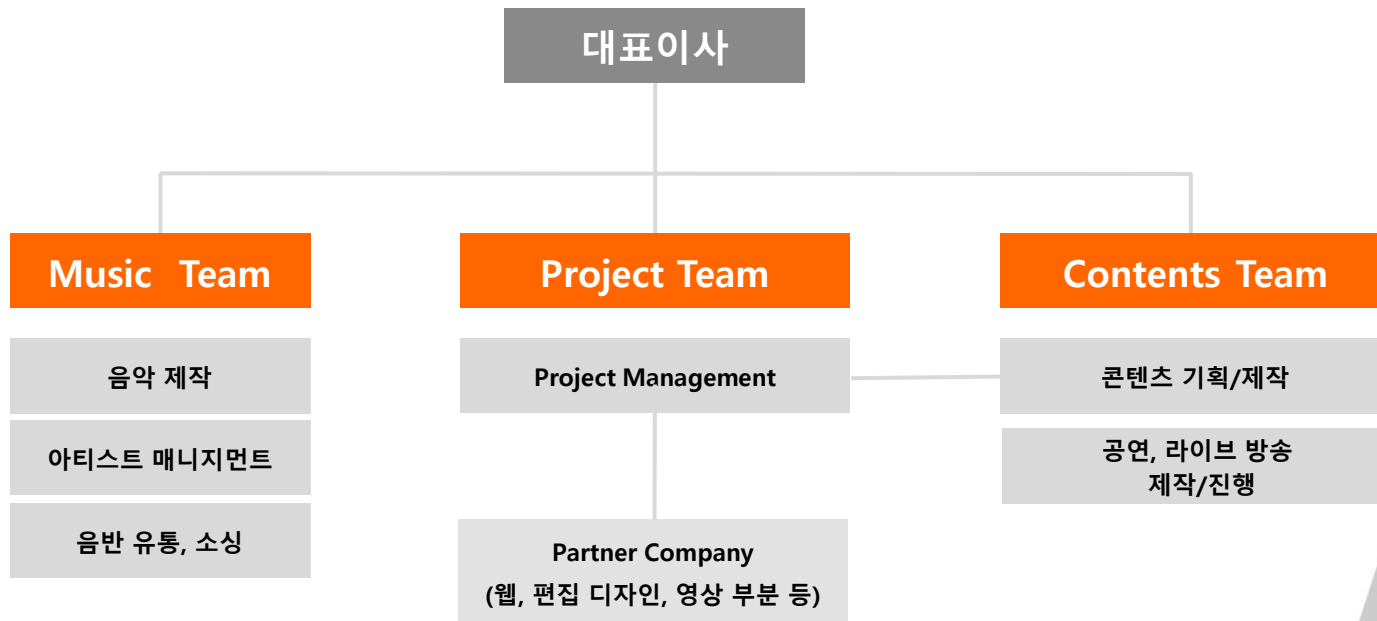 대표이사
Music Team
Project Team
Contents Team
음악 제작
Project Management
콘텐츠 기획/제작
아티스트 매니지먼트
공연, 라이브 방송
제작/진행
음반 유통, 소싱
Partner Company
(웹, 편집 디자인, 영상 부분 등)